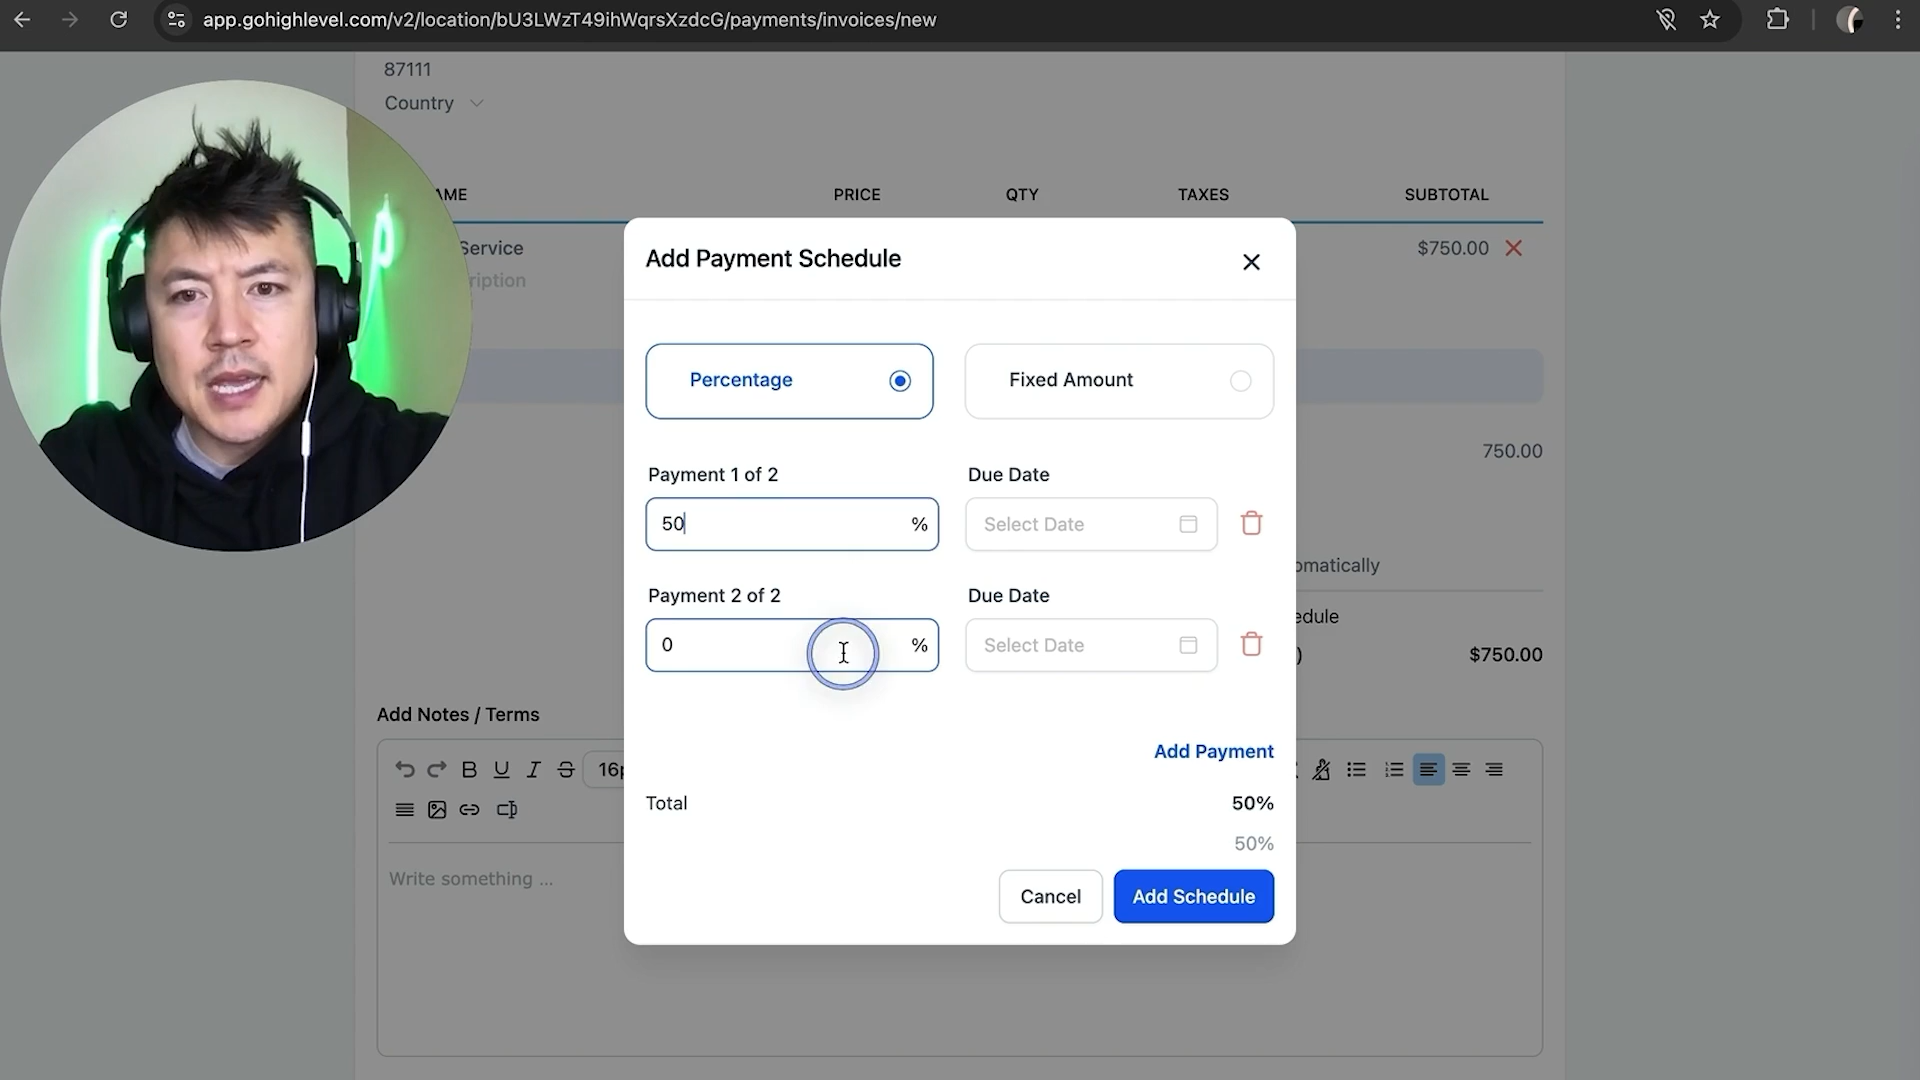 app.gohighlevel.com/v2/location/bU3LWzT49ihWqrsXzdcG/payments/invoices/new
87111
Country
AME PRICE QTY TAXES SUBTOTAL
Service $750.00
ription
Add Payment Schedule
Percentage Fixed Amount
750.00
Payment 1 of 2 Due Date
50 % Select Date
omatically
Payment 2 of 2 Due Date
edule
0 % Select Date
) $750.00
Add Notes / Terms
Add Payment
B U I S 16p
Total 50%
50%
Write something ...
Cancel Add Schedule